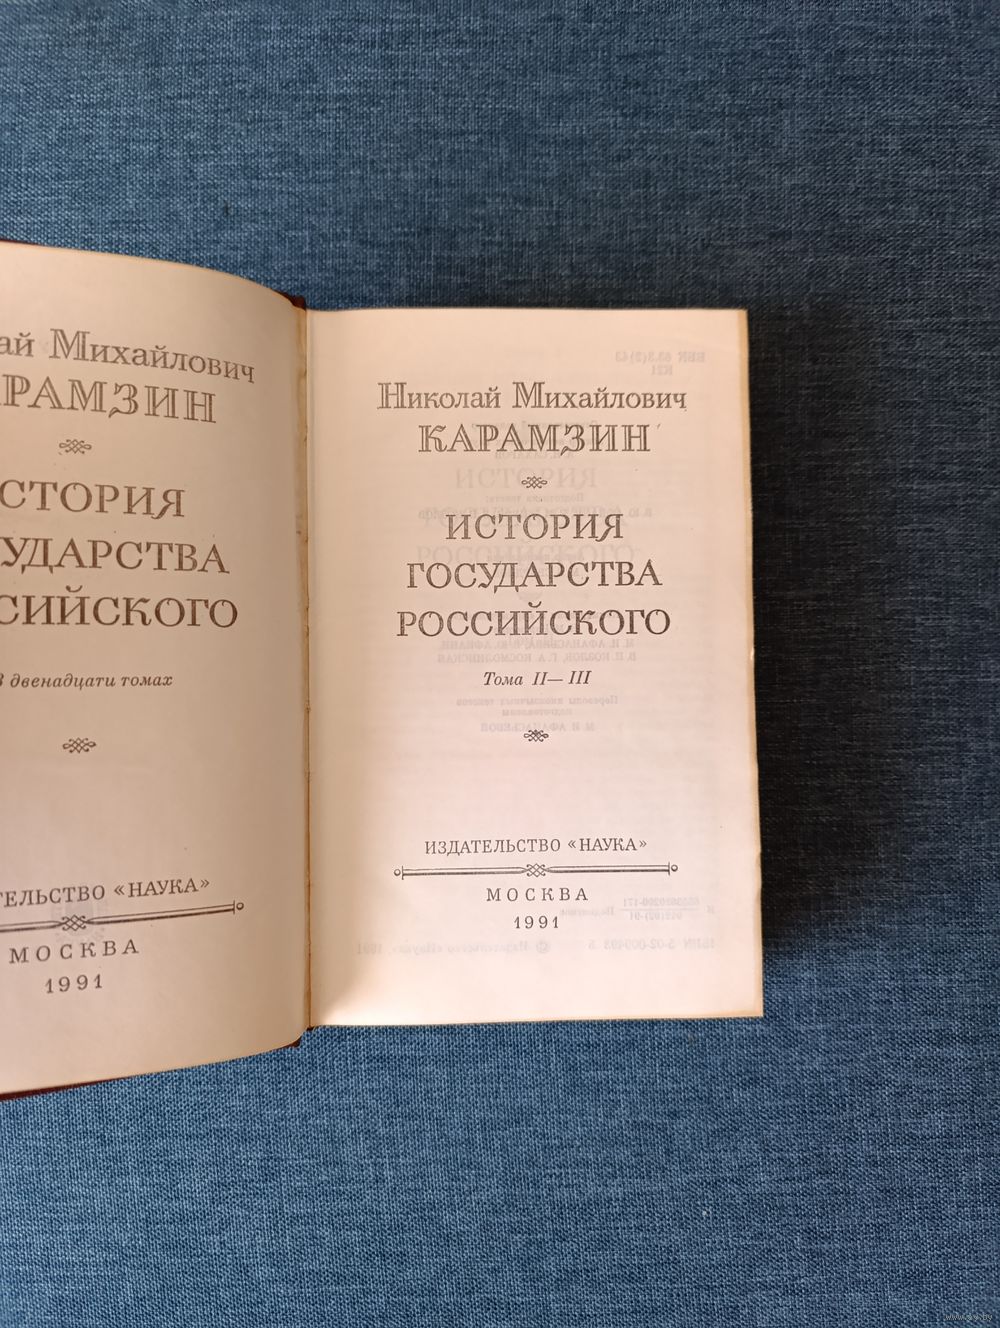 ай Михайлович
РАМЗИН
СТОРИЯ
УДАРСТВА
СИЙСКОГО
В двенадцати томах
ТЕЛЬСТВО «НАУКА»
МОСКВА
1991
Николай Михайлович
КАРАМЗИН
ИСТОРИЯ
ГОСУДАРСТВА
РОССИЙСКОГО
Тома II—III
ИЗДАТЕЛЬСТВО «НАУКА»
МОСКВА
1991